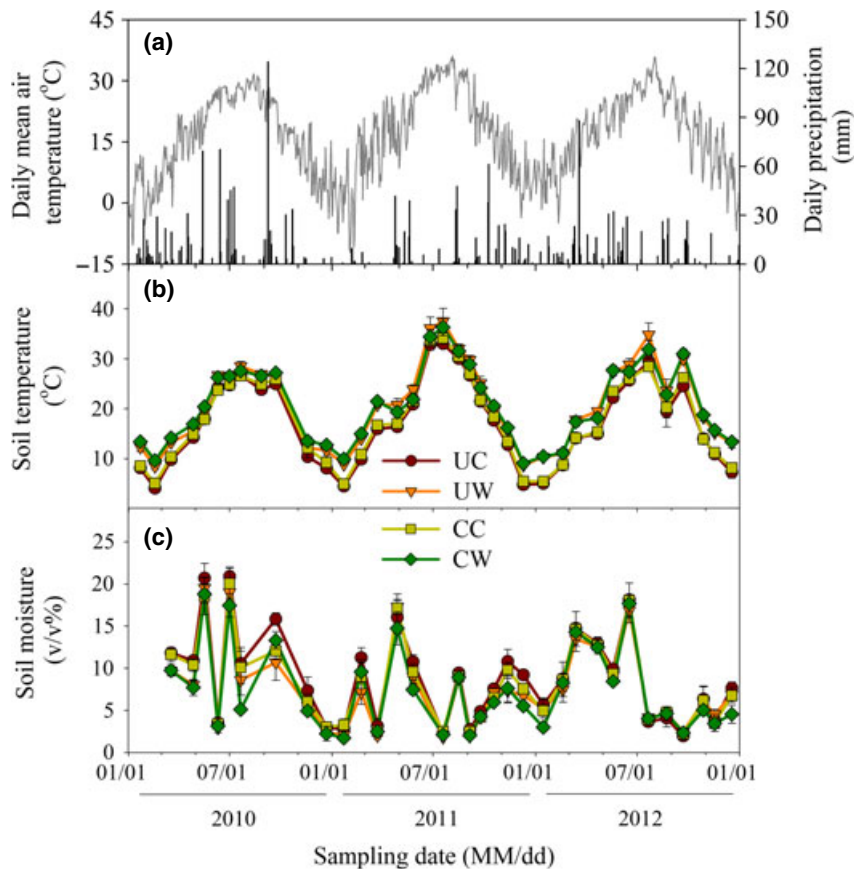 (a)
45
30
15
0
−15
Daily mean air
temperature (°C)
150
120
90
60
30
0
Daily precipitation
(mm)
(b)
40
30
20
10
Soil temperature
(°C)
UC
UW
CC
CW
(c)
25
20
15
10
5
0
Soil moisture
(v/v%)
01/01 07/01 01/01 07/01 01/01 07/01 01/01
2010 2011 2012
Sampling date (MM/dd)